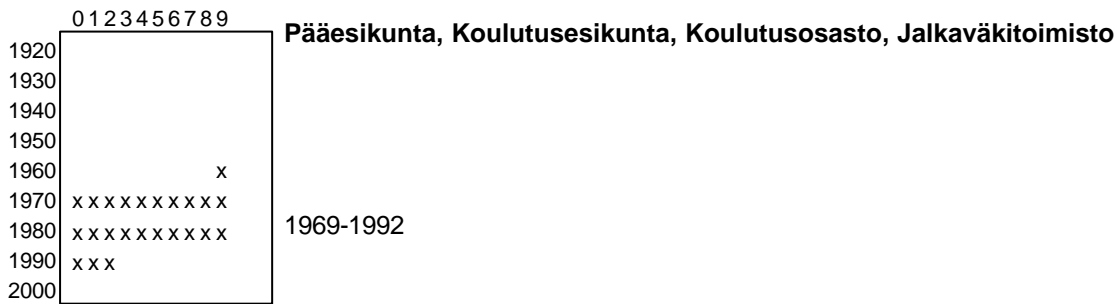 0123456789
Pääesikunta, Koulutusesikunta, Koulutusosasto, Jalkaväkitoimisto
1920
1930
1940
1950
1960 x
1970 xxxxxxxxxx
1980 xxxxxxxxxx
1969-1992
1990 xxx
2000